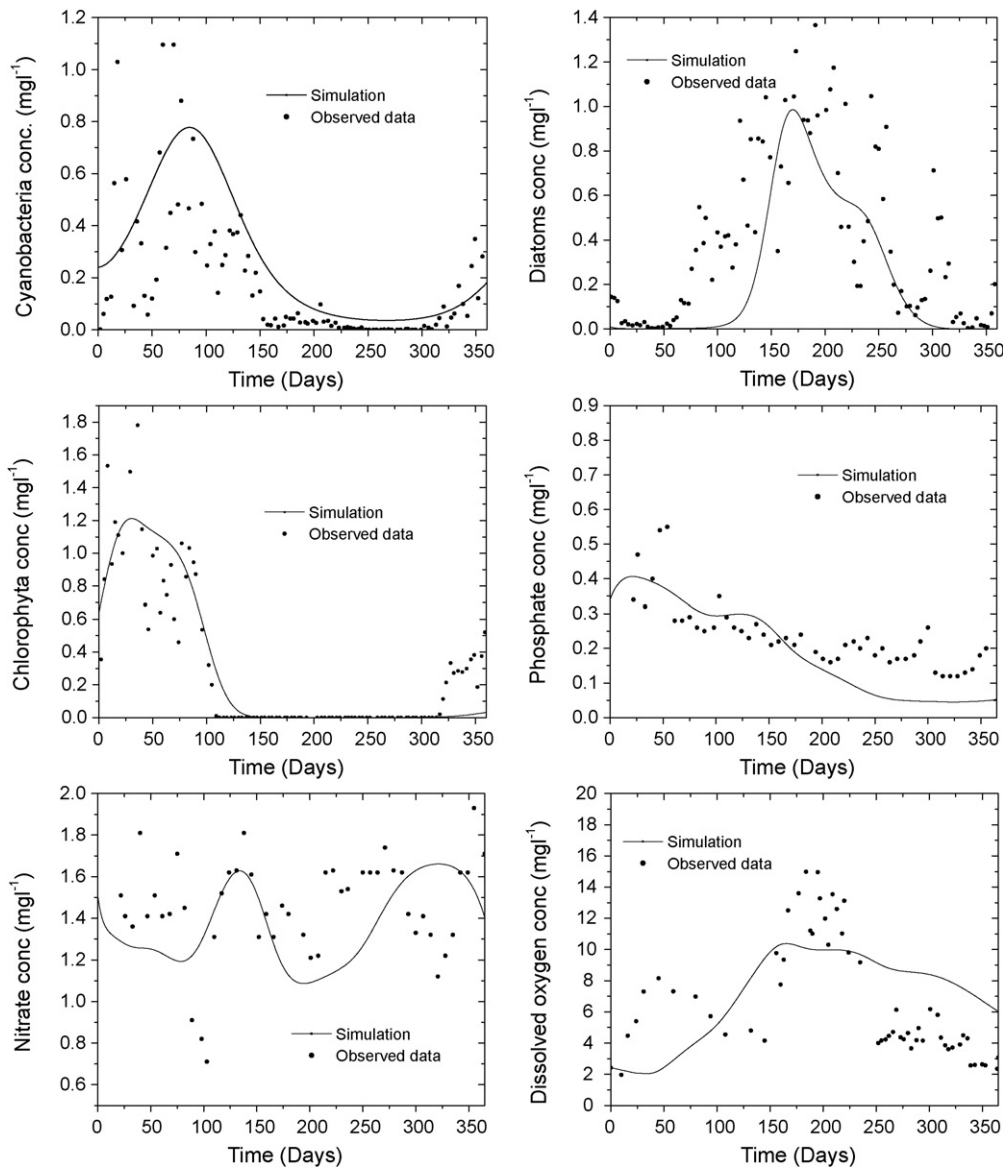 Cyanobacteria conc. (mgl⁻¹)
1.2
1.0
0.8
0.6
0.4
0.2
0.0
Simulation
Observed data
0 50 100 150 200 250 300 350
Time (Days)
Diatoms conc (mgl⁻¹)
1.4
1.2
1.0
0.8
0.6
0.4
0.2
0.0
Simulation
Observed data
0 50 100 150 200 250 300 350
Time (Days)
Chlorophyta conc (mgl⁻¹)
1.8
1.6
1.4
1.2
1.0
0.8
0.6
0.4
0.2
0.0
Simulation
Observed data
0 50 100 150 200 250 300 350
Time (Days)
Phosphate conc (mgl⁻¹)
0.9
0.8
0.7
0.6
0.5
0.4
0.3
0.2
0.1
0.0
Simulation
Observed data
0 50 100 150 200 250 300 350
Time (Days)
Nitrate conc (mgl⁻¹)
2.0
1.8
1.6
1.4
1.2
1.0
0.8
0.6
Simulation
Observed data
0 50 100 150 200 250 300 350
Time (Days)
Dissolved oxygen conc (mgl⁻¹)
20
18
16
14
12
10
8
6
4
2
0
Simulation
Observed data
0 50 100 150 200 250 300 350
Time (Days)